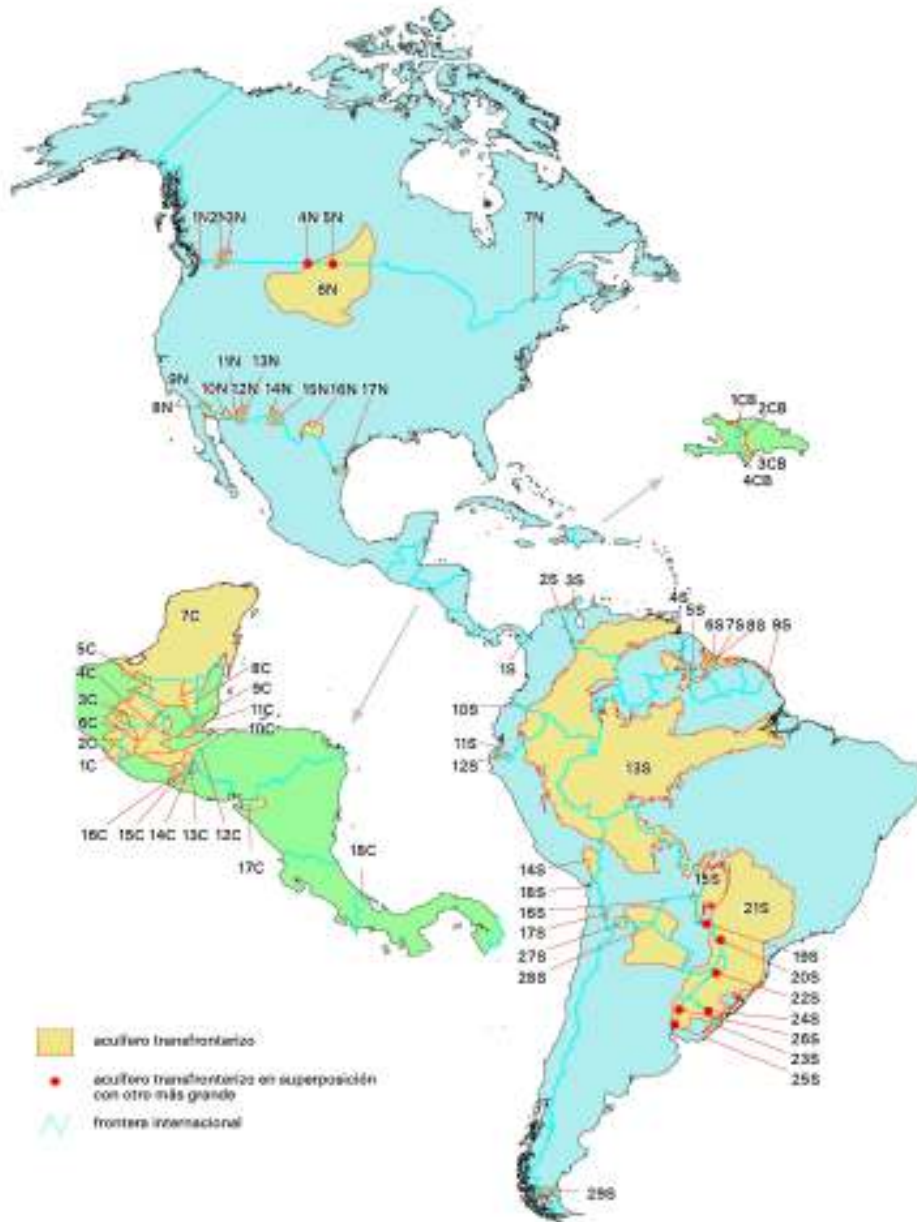 1N 2N 3N
4N 5N
7N
6N
11N 13N
9N
10N 12N 14N 15N 16N 17N
8N
1CB
2CB
3CB
4CB
2S 3S
4S
5S
6S 7S 8S 9S
1S
7C
5C
4C
8C
3C
9C
6C
11C
2C
10C
1C
10S
11S
12S
13S
16C 15C 14C 13C 12C
17C
18C
14S
18S
15S
16S
21S
17S
27S
28S
19S
20S
22S
24S
26S
23S
25S
acuífero transfronterizo
acuífero transfronterizo en superposición
con otro más grande
frontera internacional
29S